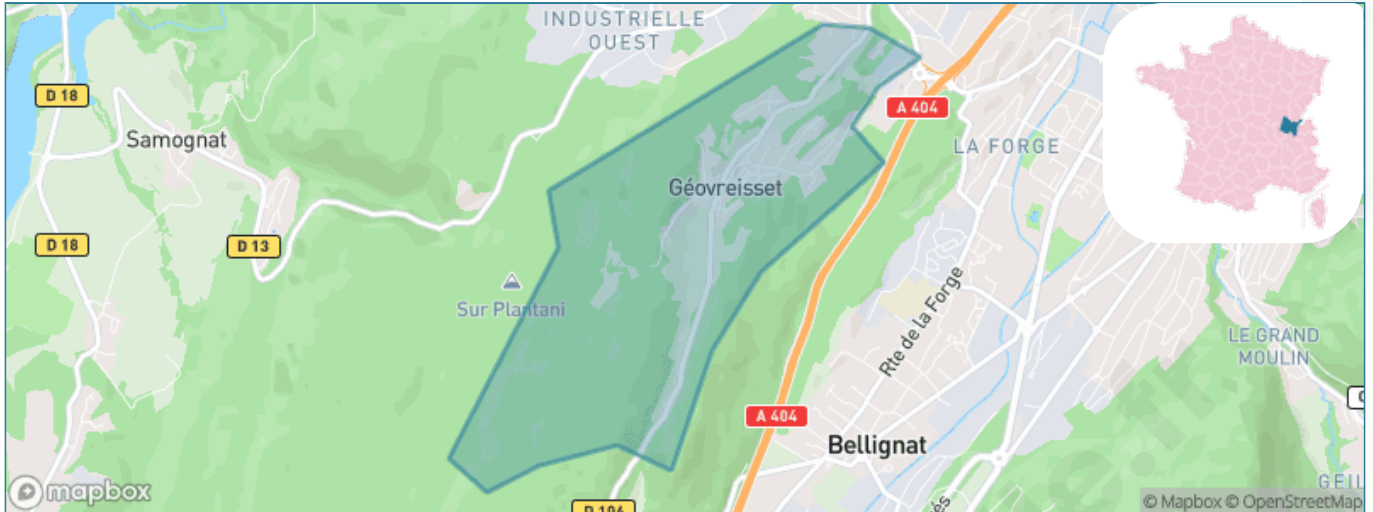 INDUSTRIELLE
OUEST
D 18
Samognat
A 404
LA FORGE
Géovreisset
D 18
D 13
Sur Plantani
Rte de la Forge
LE GRAND
MOULIN
A 404
Bellignat
mapbox
© Mapbox © OpenStreetMap